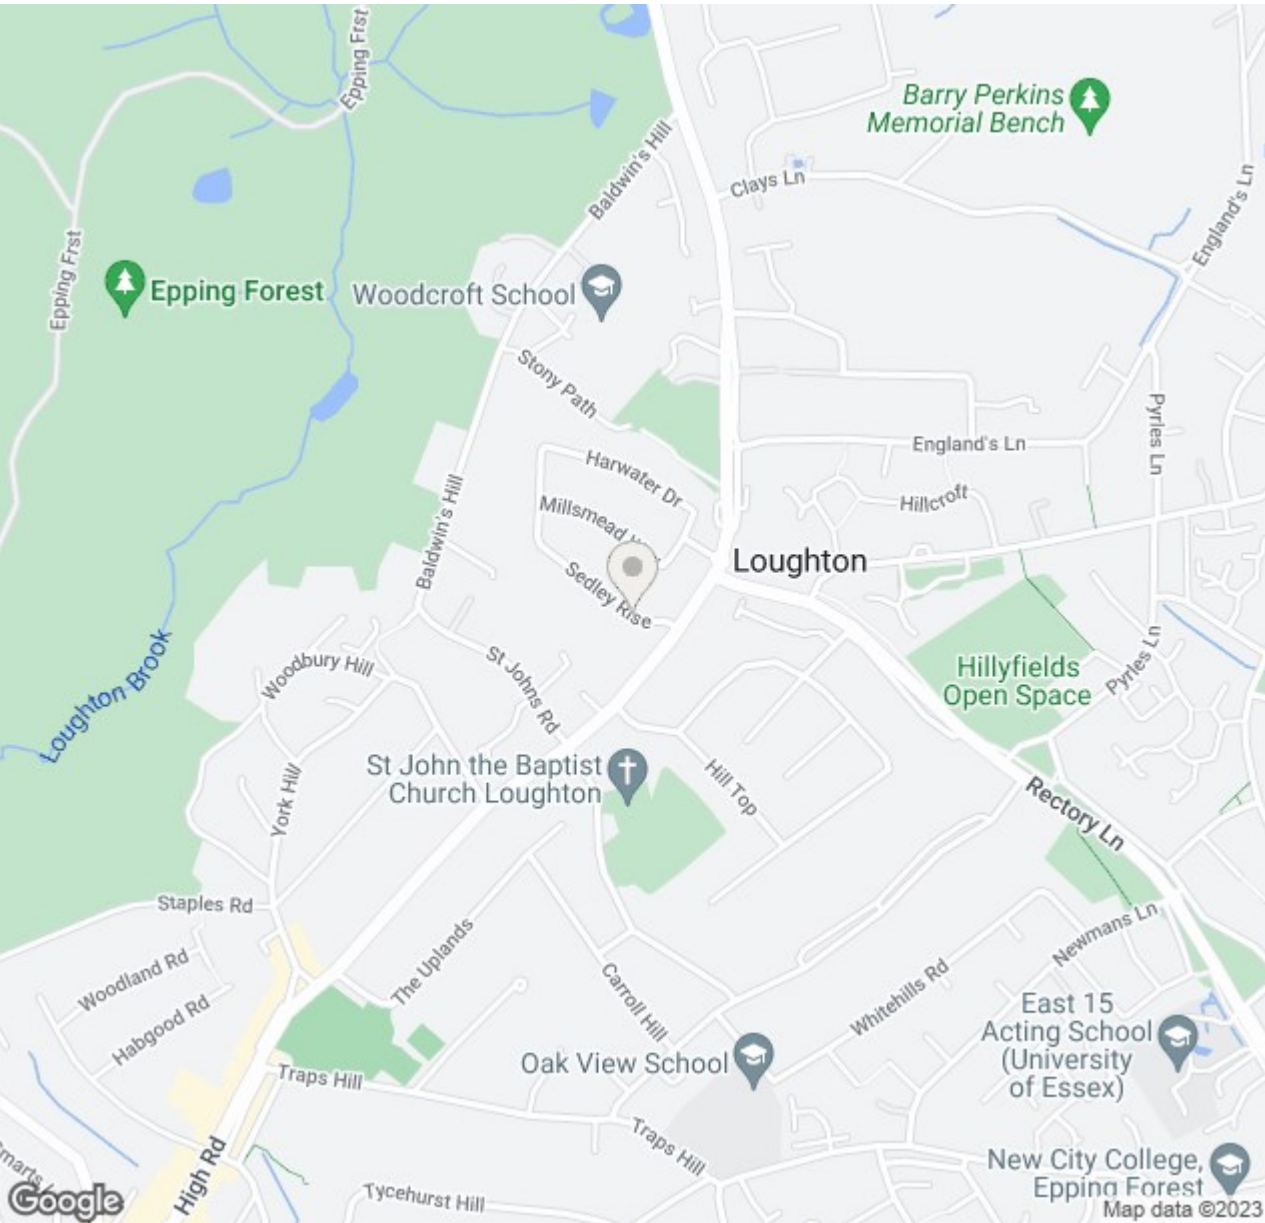 Epping Frst
Barry Perkins
Memorial Bench
Baldwin's Hill
Clays Ln
England's Ln
Epping Frst
Epping Forest
Woodcroft School
Stony Path
Pyrles Ln
England's Ln
Harwater Dr
Hillcroft
Millsmead
Baldwin's Hill
Loughton
Sedley Rise
Loughton Brook
Woodbury Hill
St Johns Rd
Hillyfields
Open Space
Pyrles Ln
St John the Baptist
Church Loughton
Hill Top
York Hill
Rectory Ln
Staples Rd
Newmans Ln
The Uplands
Woodland Rd
Carroll Hill
Whitehills Rd
Habgood Rd
East 15
Acting School
(University
of Essex)
Oak View School
Traps Hill
Traps Hill
High Rd
New City College,
Epping Forest
Tycehurst Hill
Google
Map data ©2023